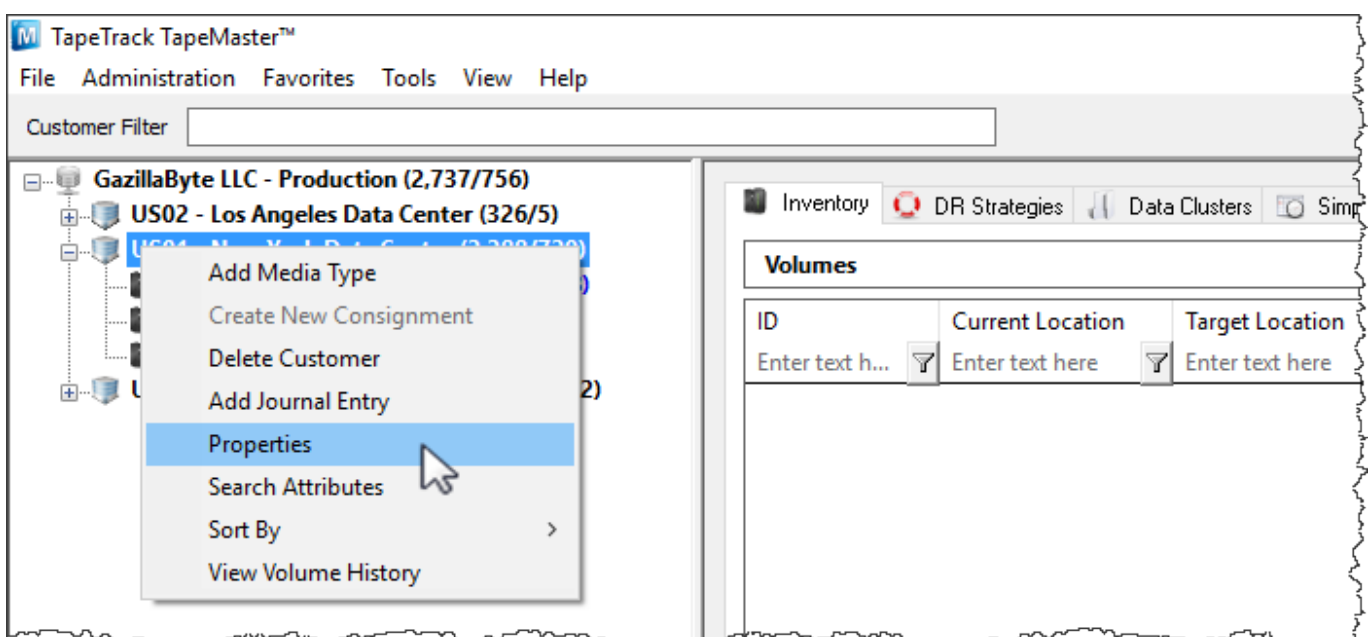 TapeTrack TapeMaster™
File Administration Favorites Tools View Help
Customer Filter
GazillaByte LLC - Production (2,737/756)
US02 - Los Angeles Data Center (326/5)
Add Media Type
Create New Consignment
Delete Customer
Add Journal Entry
Properties
Search Attributes
Sort By
View Volume History
2)
Inventory DR Strategies Data Clusters Simp
Volumes
ID Current Location Target Location
Enter text h... Enter text here Enter text here